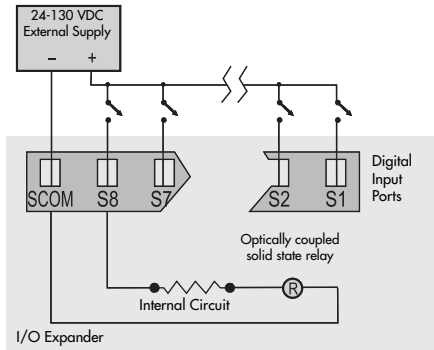 24-130 VDC
External Supply
– +
SCOM S8 S7 S2 S1
Digital
Input
Ports
Optically coupled
solid state relay
R
Internal Circuit
I/O Expander